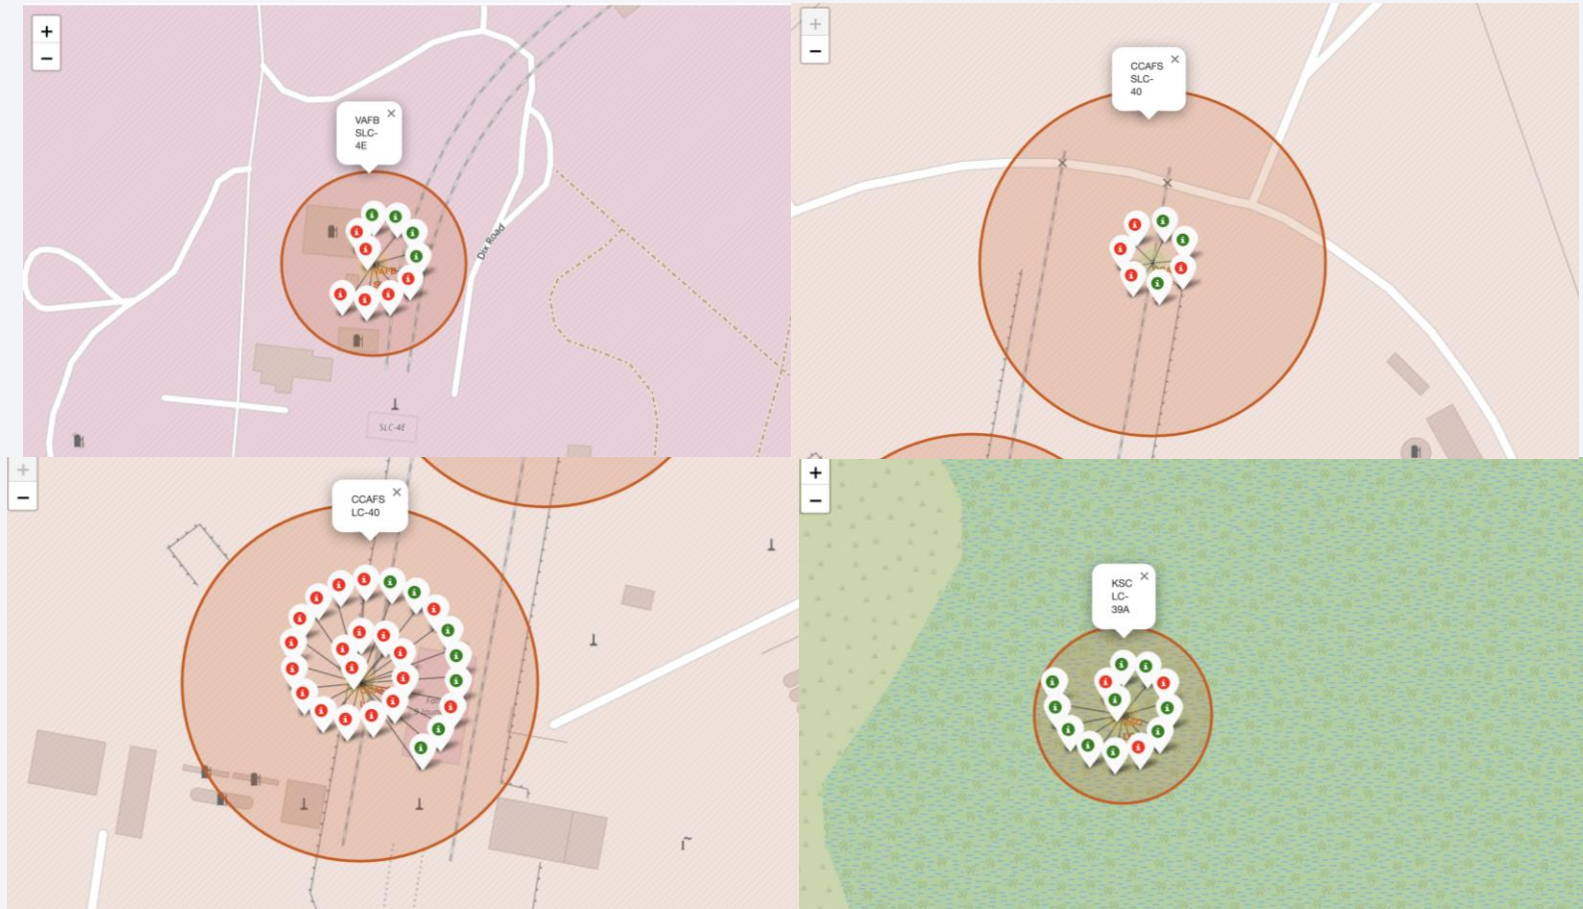 +
−
VAFB
SLC-
4E
×
Dix Road
SLC-4E
+
−
CCAFS
SLC-
40
×
+
−
CCAFS
LC-40
×
+
−
KSC
LC-
39A
×